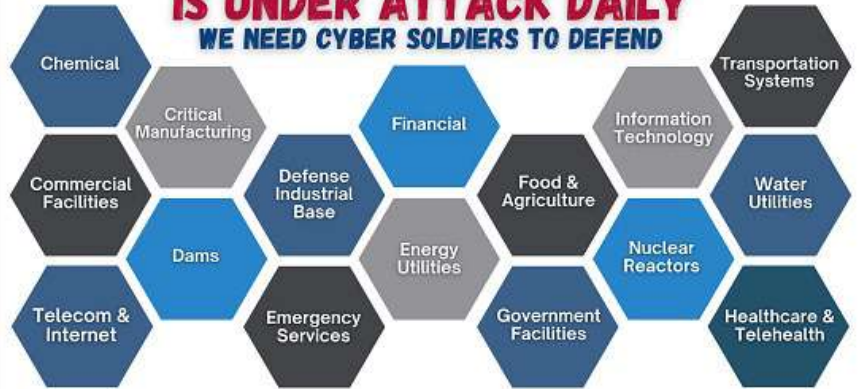 IS UNDER ATTACK DAILY
WE NEED CYBER SOLDIERS TO DEFEND
Chemical
Transportation
Systems
Critical
Manufacturing
Financial
Information
Technology
Commercial
Facilities
Defense
Industrial
Base
Food &
Agriculture
Water
Utilities
Dams
Energy
Utilities
Nuclear
Reactors
Telecom &
Internet
Emergency
Services
Government
Facilities
Healthcare &
Telehealth